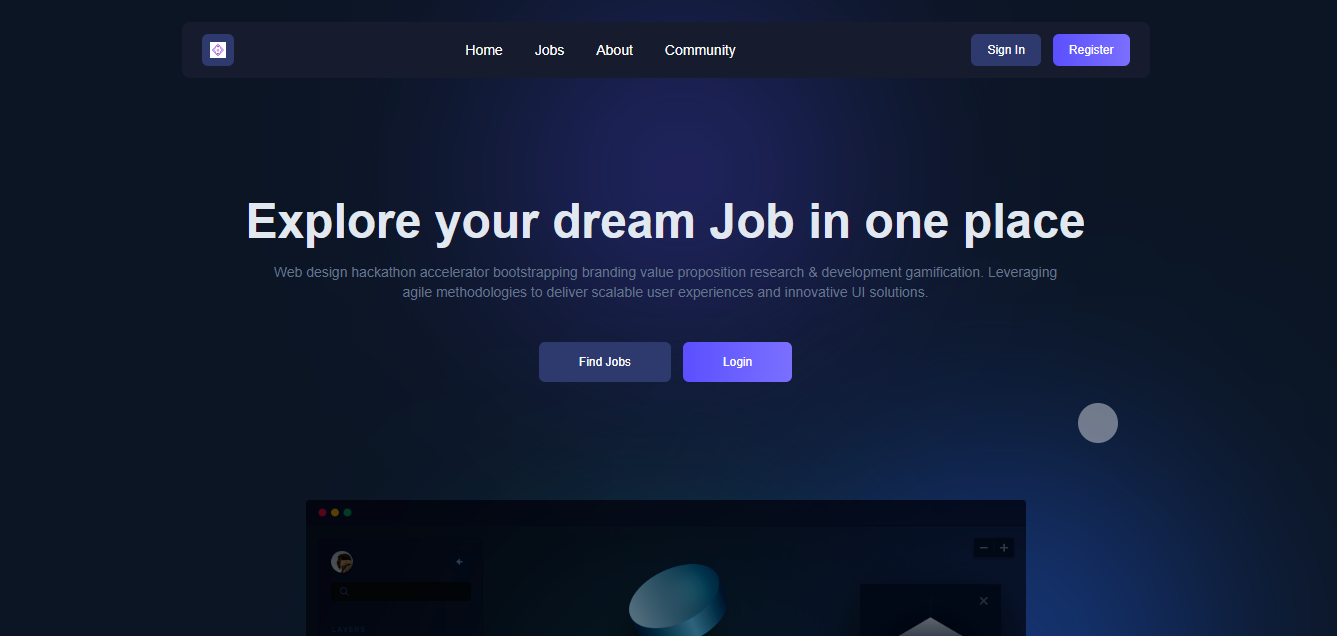 Home Jobs About Community Sign In Register
Explore your dream Job in one place
Web design hackathon accelerator bootstrapping branding value proposition research & development gamification. Leveraging
agile methodologies to deliver scalable user experiences and innovative UI solutions.
Find Jobs Login
LAYERS